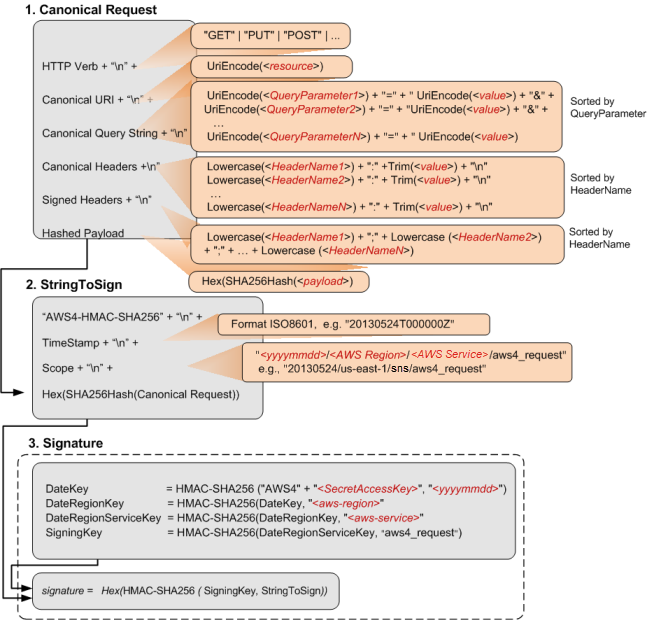 1. Canonical Request
"GET" | "PUT" | "POST" | ...
HTTP Verb + “\n” +
UriEncode(<resource>)
Canonical URI + “\n” +
UriEncode(<QueryParameter1>) + "=" + " UriEncode(<value>) + "&" +
UriEncode(<QueryParameter2>) + "=" + "UriEncode(<value>) + "&" +
...
UriEncode(<QueryParameterN>) + "=" + " UriEncode(<value>)
Sorted by
QueryParameter
Canonical Query String + “\n”
Canonical Headers +\n”
Lowercase(<HeaderName1>) + ":" +Trim(<value>) + "\n"
Lowercase(<HeaderName2>) + ":" +Trim(<value>) + "\n"
...
Lowercase(<HeaderNameN>) + ":" + Trim(<value>) + "\n"
Sorted by
HeaderName
Signed Headers + “\n”
Lowercase(<HeaderName1>) + ";" + Lowercase (<HeaderName2>)
+ ";" + ... + Lowercase (<HeaderNameN>)
Sorted by
HeaderName
Hashed Payload
Hex(SHA256Hash(<payload>)
2. StringToSign
“AWS4-HMAC-SHA256” + “\n” +
Format ISO8601, e.g. "20130524T000000Z”
TimeStamp + “\n” +
"<yyyymmdd>/<AWS Region>/<AWS Service>/aws4_request"
e.g., "20130524/us-east-1/sns/aws4_request"
Scope + “\n” +
Hex(SHA256Hash(Canonical Request))
3. Signature
DateKey = HMAC-SHA256 ("AWS4" + "<SecretAccessKey>", "<yyyymmdd>")
DateRegionKey = HMAC-SHA256(DateKey, "<aws-region>"
DateRegionServiceKey = HMAC-SHA256(DateRegionKey, "<aws-service>"
SigningKey = HMAC-SHA256(DateRegionServiceKey, "aws4_request")
signature = Hex(HMAC-SHA256 ( SigningKey, StringToSign))